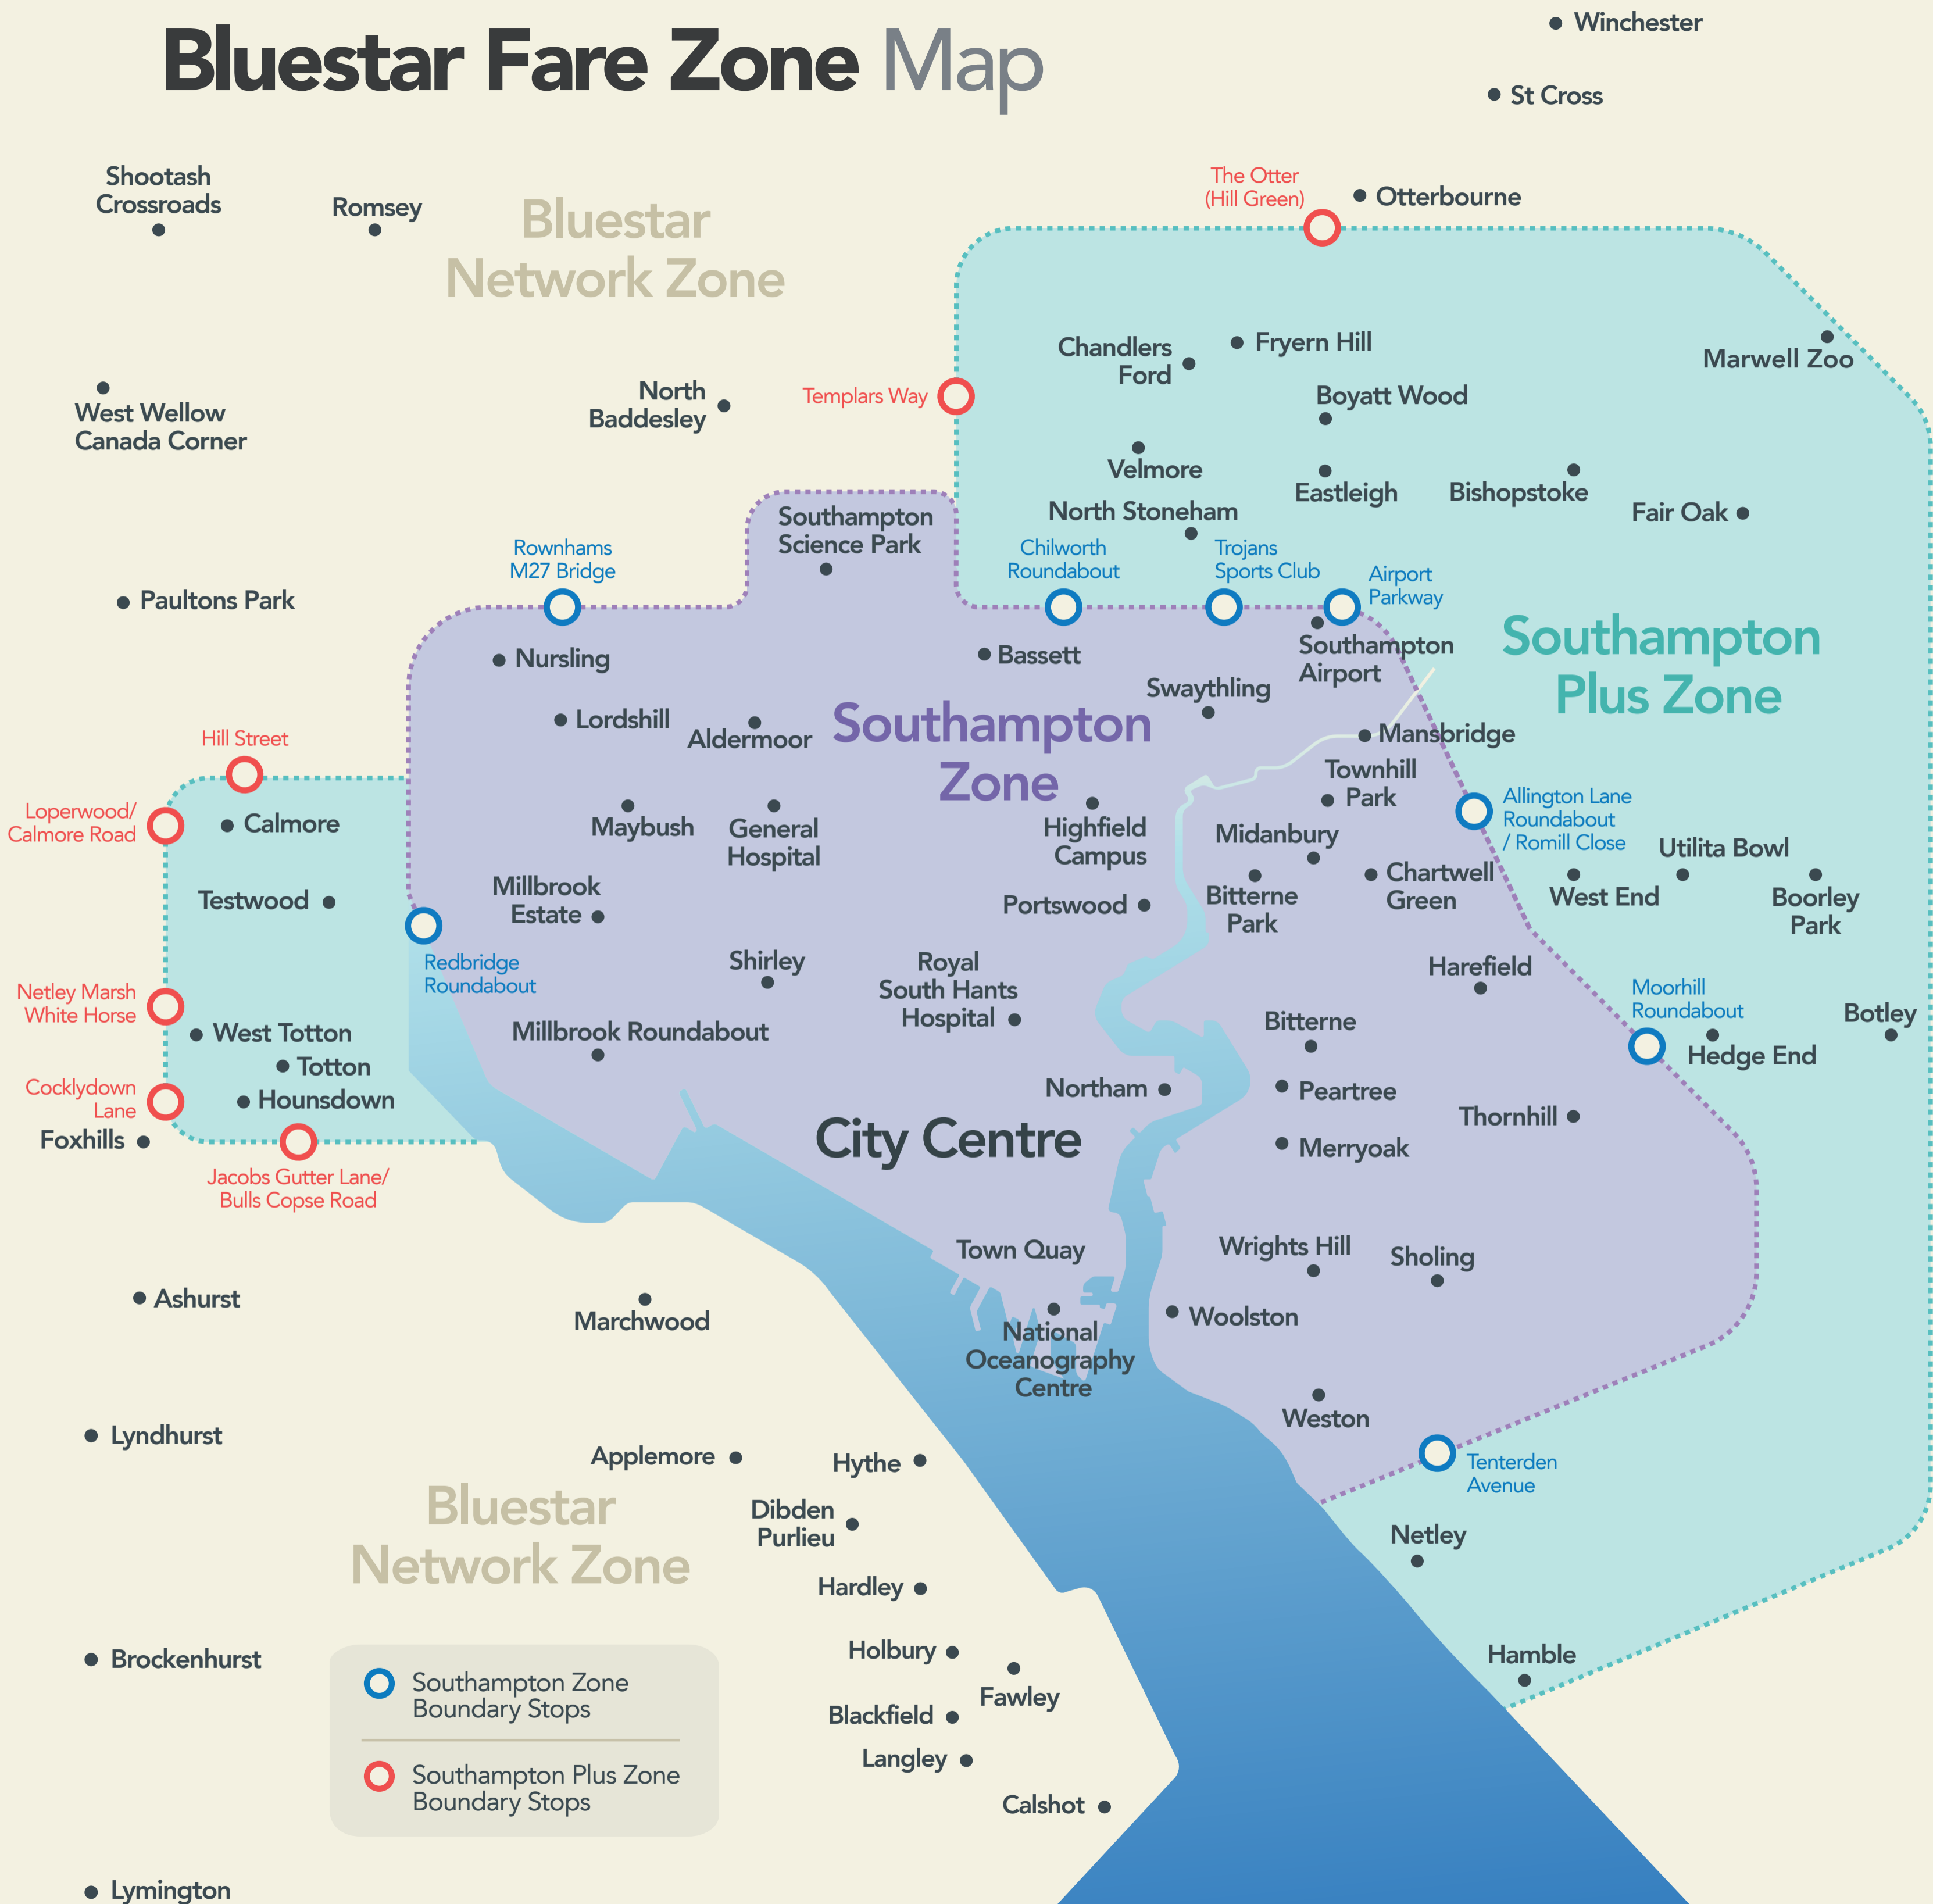 Bluestar Fare Zone Map
Winchester
St Cross
Shootash
Crossroads
Romsey
Bluestar
Network Zone
The Otter
(Hill Green)
Otterbourne
Chandlers
Ford
Fryern Hill
Marwell Zoo
West Wellow
Canada Corner
North
Baddesley
Templars Way
Boyatt Wood
Velmore
Eastleigh
Bishopstoke
Fair Oak
North Stoneham
Southampton
Science Park
Rownhams
M27 Bridge
Chilworth
Roundabout
Trojans
Sports Club
Airport
Parkway
Paultons Park
Southampton
Plus Zone
Nursling
Bassett
Southampton
Airport
Swaythling
Lordshill
Aldermoor
Southampton
Zone
Mansbridge
Hill Street
Townhill
Park
Loperwood/
Calmore Road
Calmore
Maybush
General
Hospital
Highfield
Campus
Midanbury
Allington Lane
Roundabout
/ Romill Close
Utilita Bowl
Testwood
Millbrook
Estate
Portswood
Bitterne
Park
Chartwell
Green
West End
Boorley
Park
Redbridge
Roundabout
Shirley
Royal
South Hants
Hospital
Harefield
Netley Marsh
White Horse
Moorhill
Roundabout
Botley
West Totton
Millbrook Roundabout
Bitterne
Hedge End
Totton
Cocklydown
Lane
Hounsdown
Northam
Peartree
Thornhill
Foxhills
City Centre
Merryoak
Jacobs Gutter Lane/
Bulls Copse Road
Town Quay
Wrights Hill
Sholing
Ashurst
Marchwood
National
Oceanography
Centre
Woolston
Weston
Lyndhurst
Applemore
Hythe
Tenterden
Avenue
Bluestar
Network Zone
Dibden
Purlieu
Netley
Hardley
Brockenhurst
Holbury
Hamble
Fawley
Southampton Zone
Boundary Stops
Blackfield
Langley
Southampton Plus Zone
Boundary Stops
Calshot
Lymington